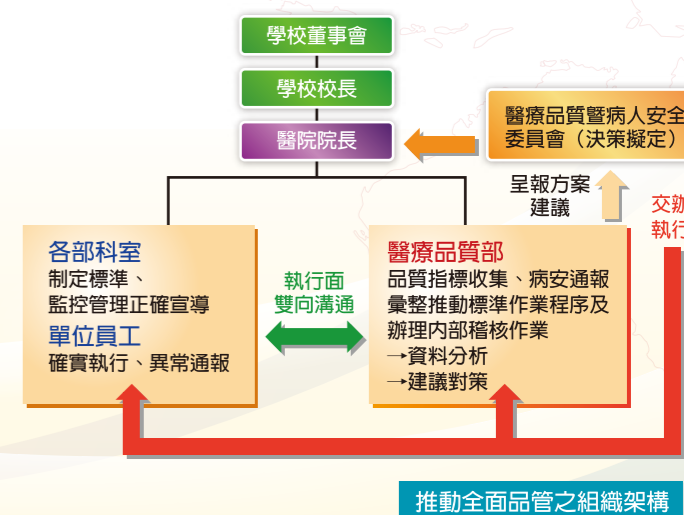 學校董事會
學校校長
醫院院長
醫療品質暨病人安全
委員會（決策擬定）
呈報方案
建議
交辦
執行
各部科室
制定標準、
監控管理正確宣導
單位員工
確實執行、異常通報
執行面
雙向溝通
醫療品質部
品質指標收集、病安通報
彙整推動標準作業程序及
辦理內部稽核作業
→資料分析
→建議對策
推動全面品管之組織架構